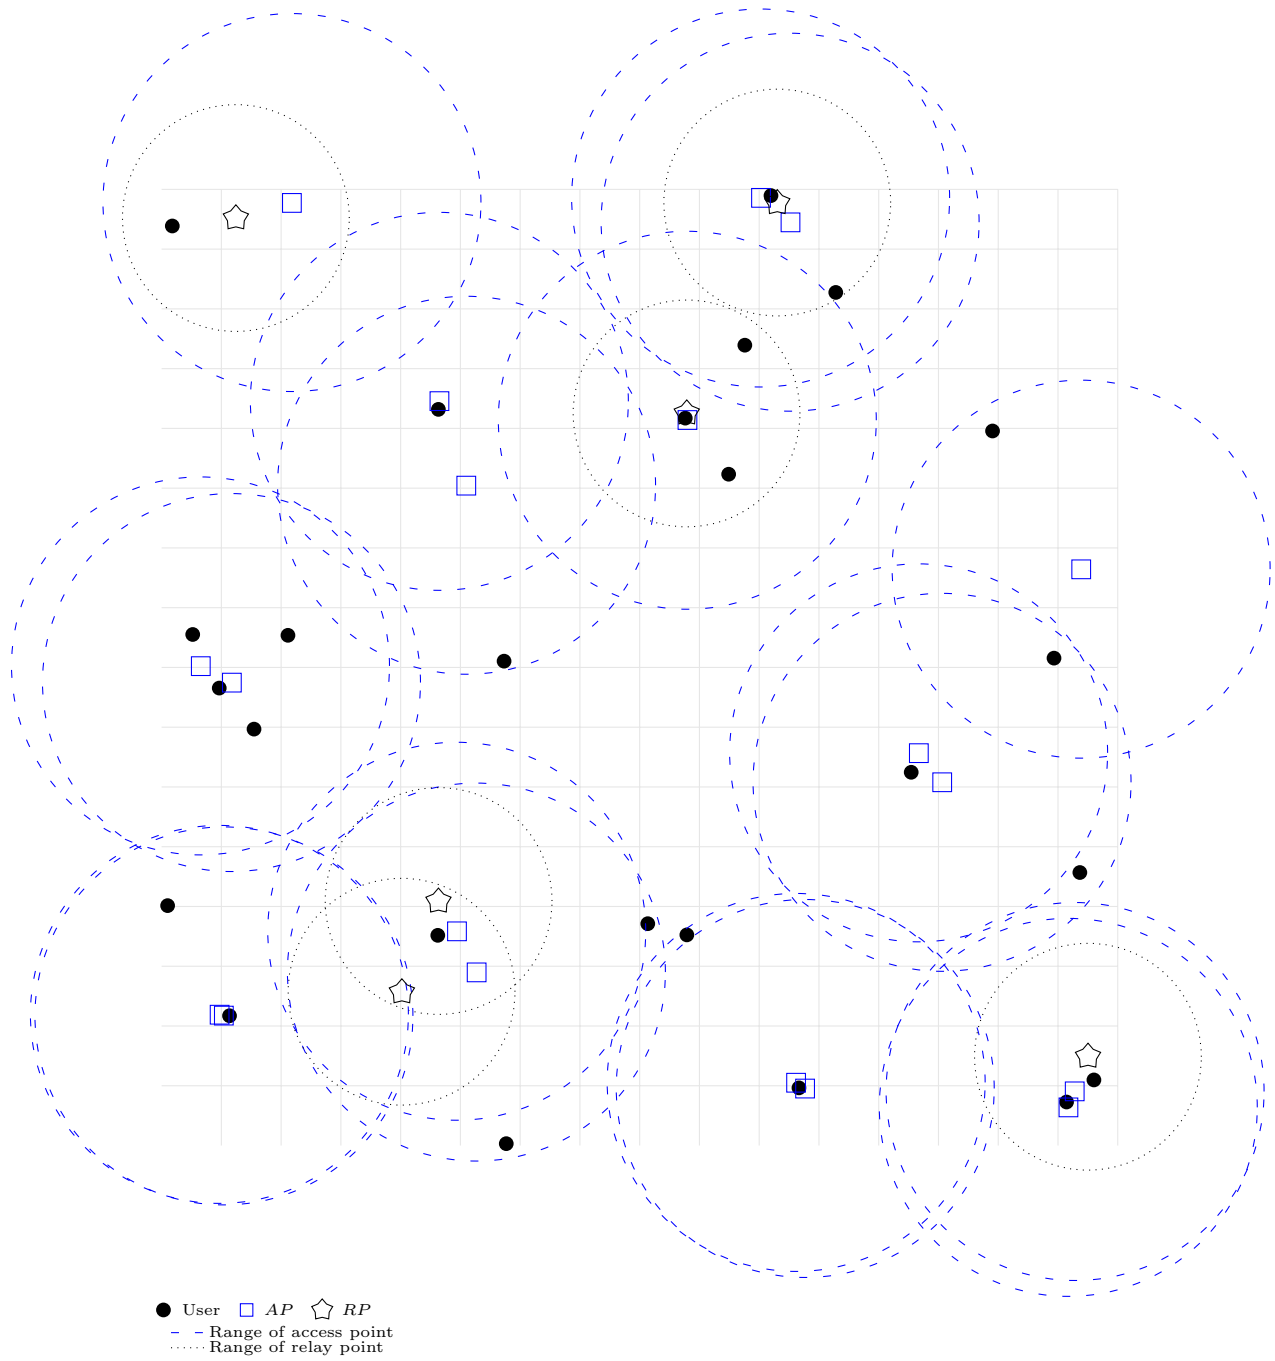 User AP RP
Range of access point
Range of relay point